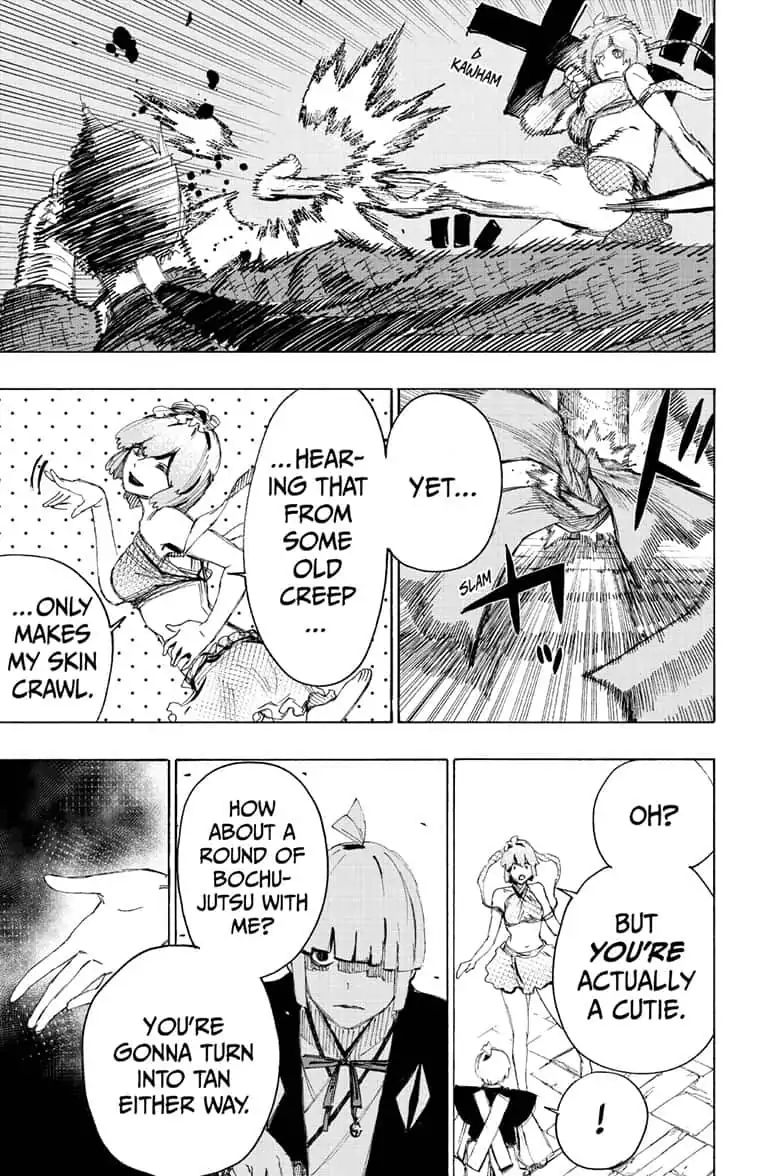 KAWHAM
YET...
SLAM
...HEAR-
ING THAT
FROM
SOME
OLD
CREEP
...
...ONLY
MAKES
MY SKIN
CRAWL.
OH?
BUT
YOU'RE
ACTUALLY
A CUTIE.
!
HOW
ABOUT A
ROUND OF
BOCHU-
JUTSU WITH
ME?
YOU'RE
GONNA TURN
INTO TAN
EITHER WAY.